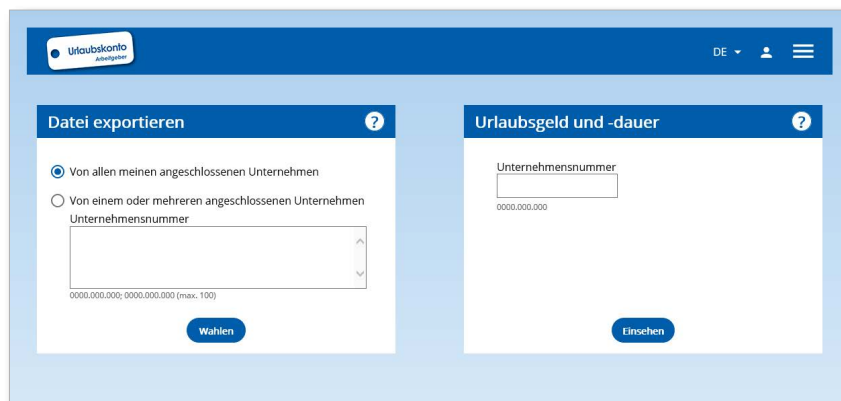 Urlaubskonto
Arbeitgeber
DE
Datei exportieren
?
Von allen meinen angeschlossenen Unternehmen
Von einem oder mehreren angeschlossenen Unternehmen
Unternehmensnummer
0000.000.000; 0000.000.000 (max. 100)
Wahlen
Urlaubsgeld und -dauer
?
Unternehmensnummer
0000.000.000
Einsehen